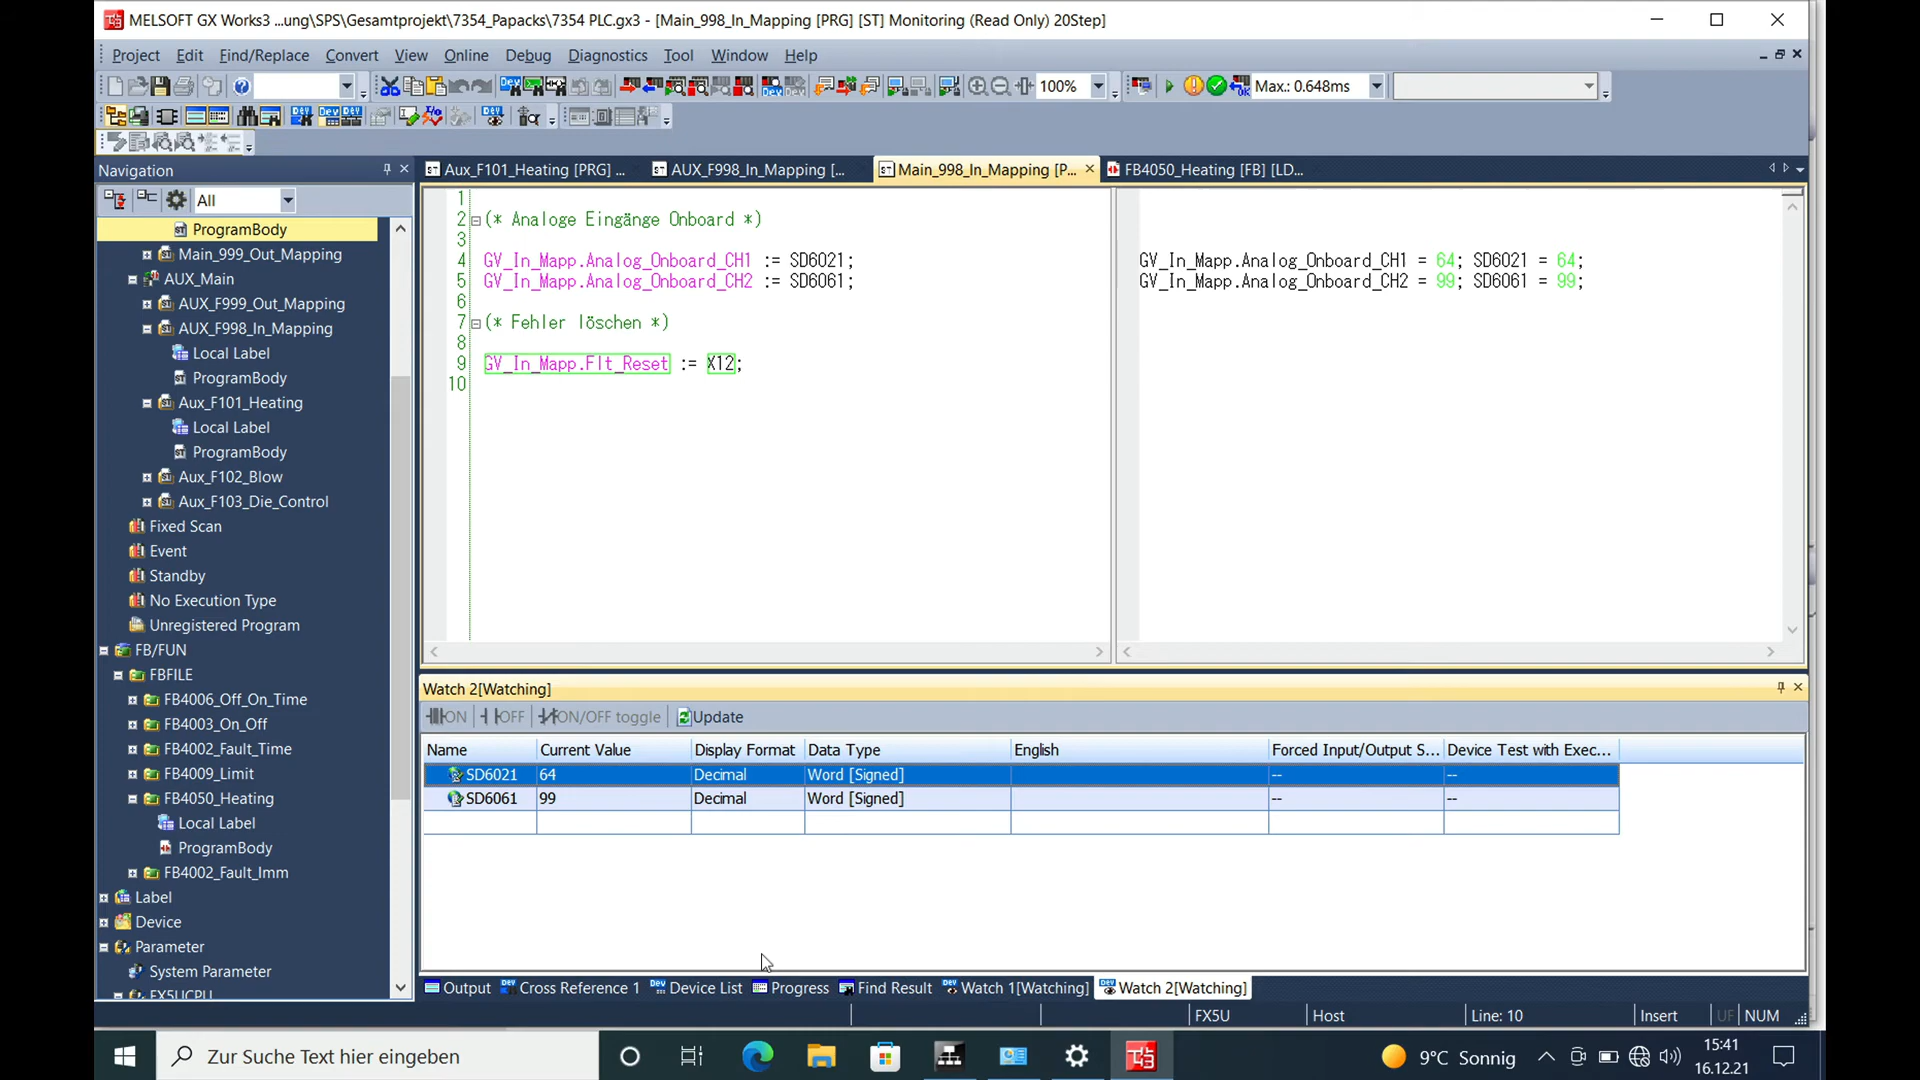 MELSOFT GX Works3 ...ung\SPS\Gesamtprojekt\7354_Papacks\7354 PLC.gx3 - [Main_998_In_Mapping [PRG] [ST] Monitoring (Read Only) 20Step]
Project Edit Find/Replace Convert View Online Debug Diagnostics Tool Window Help
100% Max.: 0.648ms
Navigation
All
Aux_F101_Heating [PRG] ... AUX_F998_In_Mapping [... Main_998_In_Mapping [P... FB4050_Heating [FB] [LD...
ProgramBody
Main_999_Out_Mapping
AUX_Main
AUX_F999_Out_Mapping
AUX_F998_In_Mapping
Local Label
ProgramBody
Aux_F101_Heating
Local Label
ProgramBody
Aux_F102_Blow
Aux_F103_Die_Control
Fixed Scan
Event
Standby
No Execution Type
Unregistered Program
FB/FUN
FBFILE
FB4006_Off_On_Time
FB4003_On_Off
FB4002_Fault_Time
FB4009_Limit
FB4050_Heating
Local Label
ProgramBody
FB4002_Fault_Imm
Label
Device
Parameter
System Parameter
FX5UCPU
1
2 (* Analoge Eingänge Onboard *)
3
4 GV_In_Mapp.Analog_Onboard_CH1 := SD6021;
5 GV_In_Mapp.Analog_Onboard_CH2 := SD6061;
6
7 (* Fehler löschen *)
8
9 GV_In_Mapp.Flt_Reset := X12;
10
GV_In_Mapp.Analog_Onboard_CH1 = 64; SD6021 = 64;
GV_In_Mapp.Analog_Onboard_CH2 = 99; SD6061 = 99;
Watch 2[Watching]
ON OFF ON/OFF toggle Update
Name Current Value Display Format Data Type English Forced Input/Output S... Device Test with Exec...
SD6021 64 Decimal Word [Signed] -- --
SD6061 99 Decimal Word [Signed] -- --
Output Cross Reference 1 Device List Progress Find Result Watch 1[Watching] Watch 2[Watching]
FX5U Host Line: 10 Insert UF NUM
Zur Suche Text hier eingeben
9°C Sonnig
15:41
16.12.21